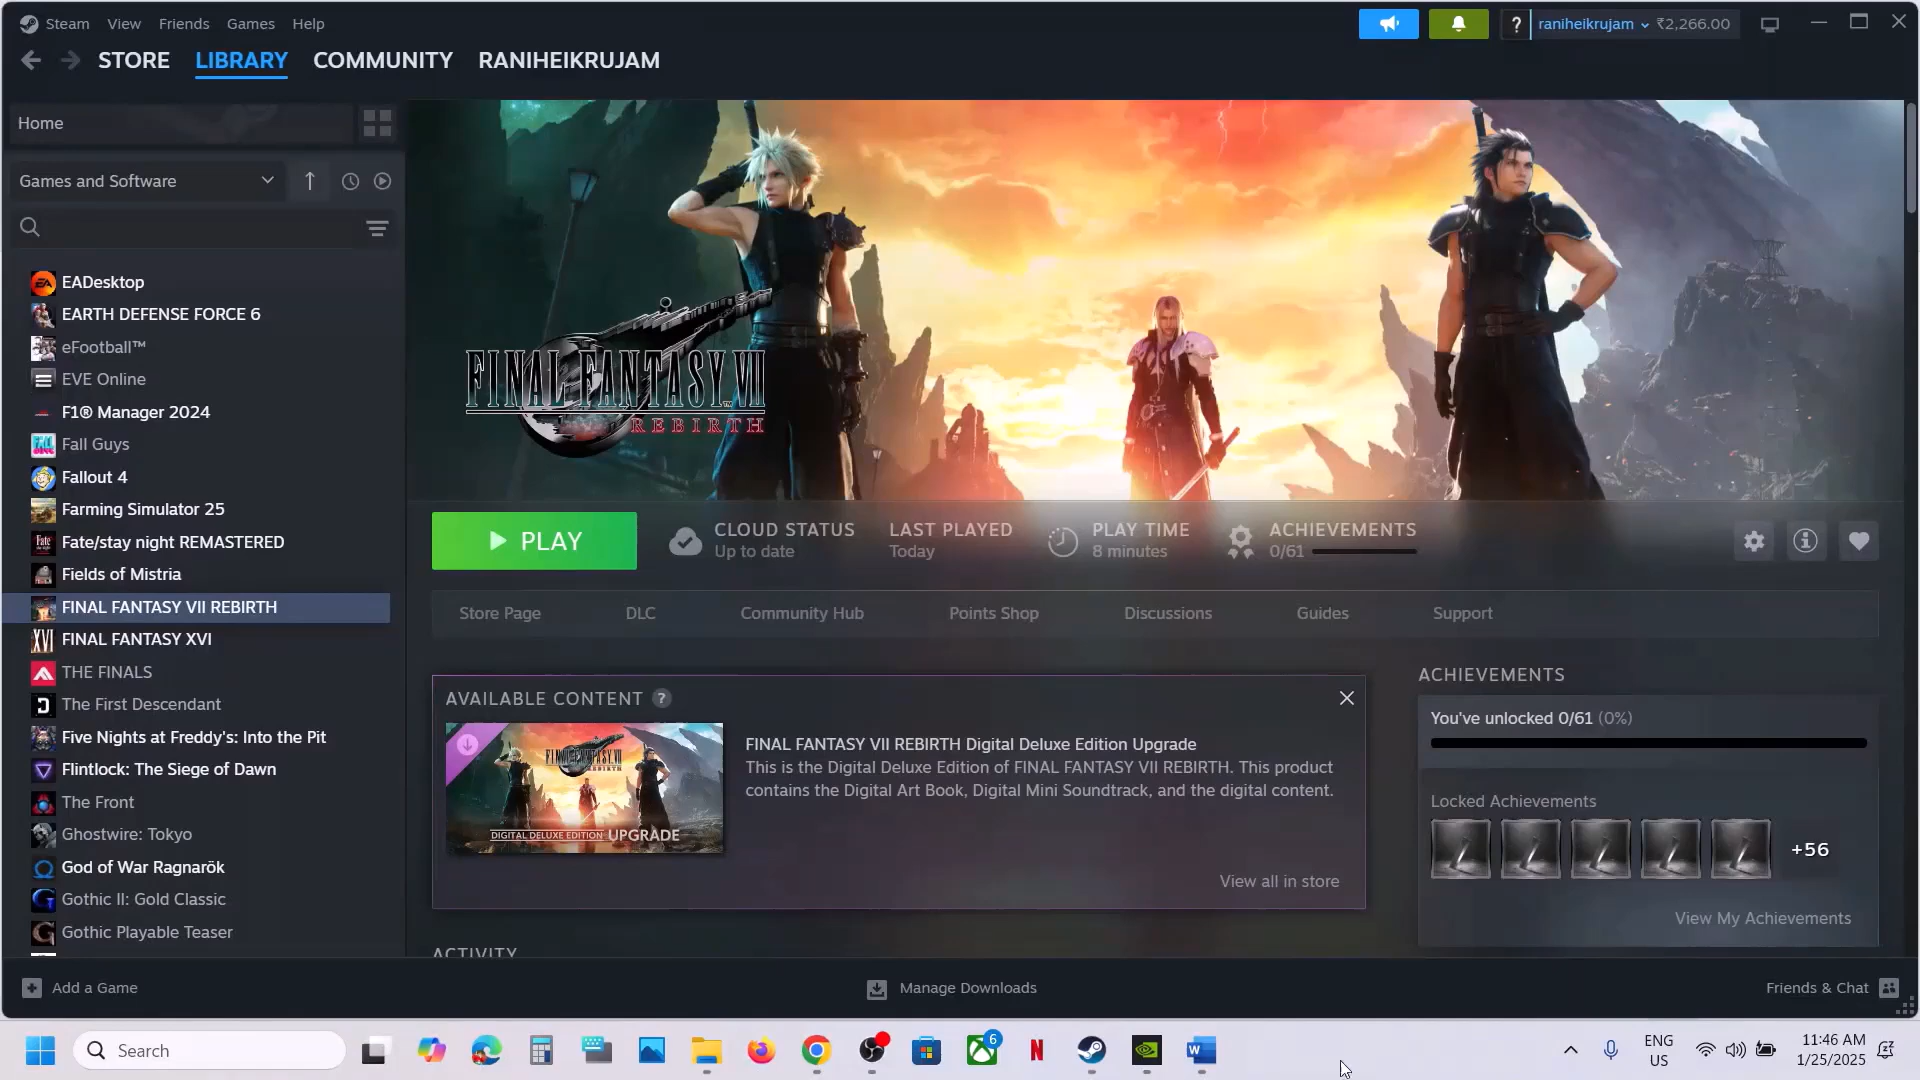 Steam View Friends Games Help
raniheikrujam ₹2,266.00
STORE LIBRARY COMMUNITY RANIHEIKRUJAM
Home
Games and Software
EADesktop
EARTH DEFENSE FORCE 6
eFootball™
EVE Online
F1® Manager 2024
Fall Guys
Fallout 4
Farming Simulator 25
Fate/stay night REMASTERED
Fields of Mistria
FINAL FANTASY VII REBIRTH
FINAL FANTASY XVI
THE FINALS
The First Descendant
Five Nights at Freddy's: Into the Pit
Flintlock: The Siege of Dawn
The Front
Ghostwire: Tokyo
God of War Ragnarök
Gothic II: Gold Classic
Gothic Playable Teaser
FINAL FANTASY VII
REBIRTH
PLAY
CLOUD STATUS
Up to date
LAST PLAYED
Today
PLAY TIME
8 minutes
ACHIEVEMENTS
0/61
Store Page DLC Community Hub Points Shop Discussions Guides Support
AVAILABLE CONTENT ?
FINAL FANTASY VII
REBIRTH
DIGITAL DELUXE EDITION UPGRADE
FINAL FANTASY VII REBIRTH Digital Deluxe Edition Upgrade
This is the Digital Deluxe Edition of FINAL FANTASY VII REBIRTH. This product
contains the Digital Art Book, Digital Mini Soundtrack, and the digital content.
View all in store
ACTIVITY
ACHIEVEMENTS
You've unlocked 0/61 (0%)
Locked Achievements
+56
View My Achievements
Add a Game
Manage Downloads
Friends & Chat
Search
6
ENG
US
11:46 AM
1/25/2025